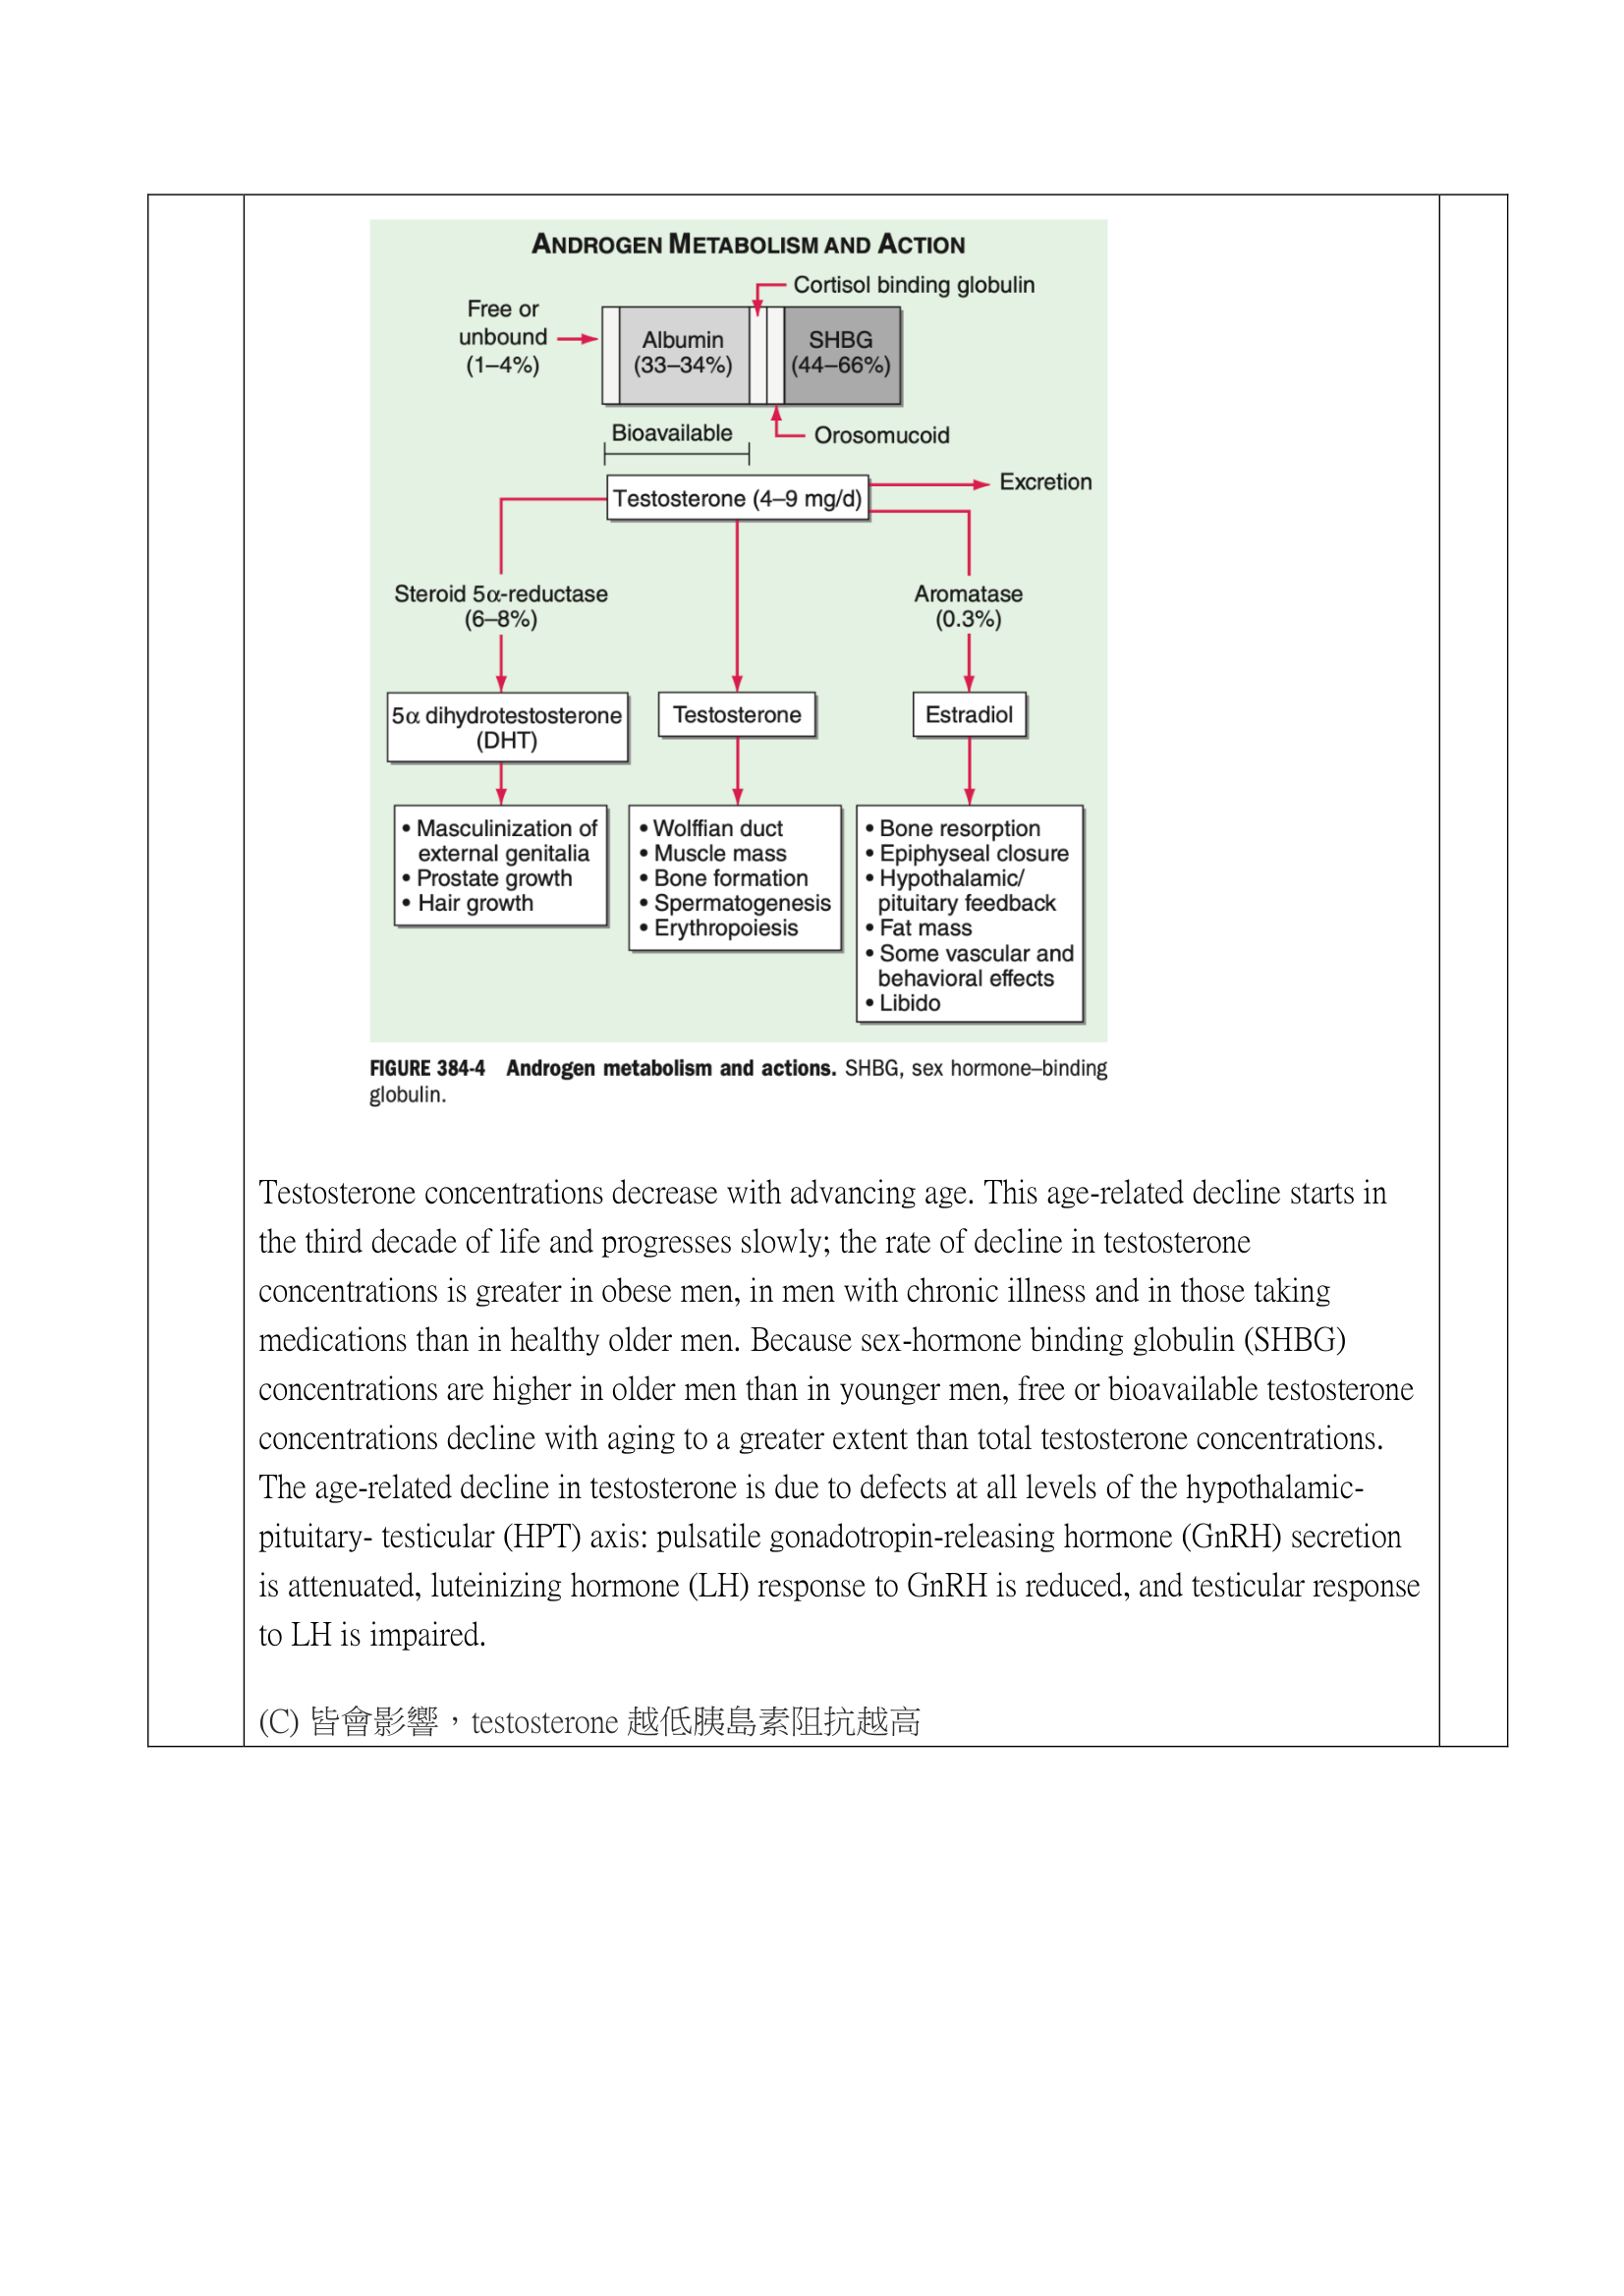 ANDROGEN METABOLISM AND ACTION
Cortisol binding globulin
Free or
unbound
(1–4%)
Albumin
(33–34%)
SHBG
(44–66%)
Bioavailable
Orosomucoid
Testosterone (4–9 mg/d)
Excretion
Steroid 5α-reductase
(6–8%)
Aromatase
(0.3%)
5α dihydrotestosterone
(DHT)
Testosterone
Estradiol
• Masculinization of
external genitalia
• Prostate growth
• Hair growth
• Wolffian duct
• Muscle mass
• Bone formation
• Spermatogenesis
• Erythropoiesis
• Bone resorption
• Epiphyseal closure
• Hypothalamic/
pituitary feedback
• Fat mass
• Some vascular and
behavioral effects
• Libido
FIGURE 384-4 Androgen metabolism and actions. SHBG, sex hormone–binding
globulin.
Testosterone concentrations decrease with advancing age. This age-related decline starts in
the third decade of life and progresses slowly; the rate of decline in testosterone
concentrations is greater in obese men, in men with chronic illness and in those taking
medications than in healthy older men. Because sex-hormone binding globulin (SHBG)
concentrations are higher in older men than in younger men, free or bioavailable testosterone
concentrations decline with aging to a greater extent than total testosterone concentrations.
The age-related decline in testosterone is due to defects at all levels of the hypothalamic-
pituitary- testicular (HPT) axis: pulsatile gonadotropin-releasing hormone (GnRH) secretion
is attenuated, luteinizing hormone (LH) response to GnRH is reduced, and testicular response
to LH is impaired.
(C) 皆會影響，testosterone 越低胰島素阻抗越高